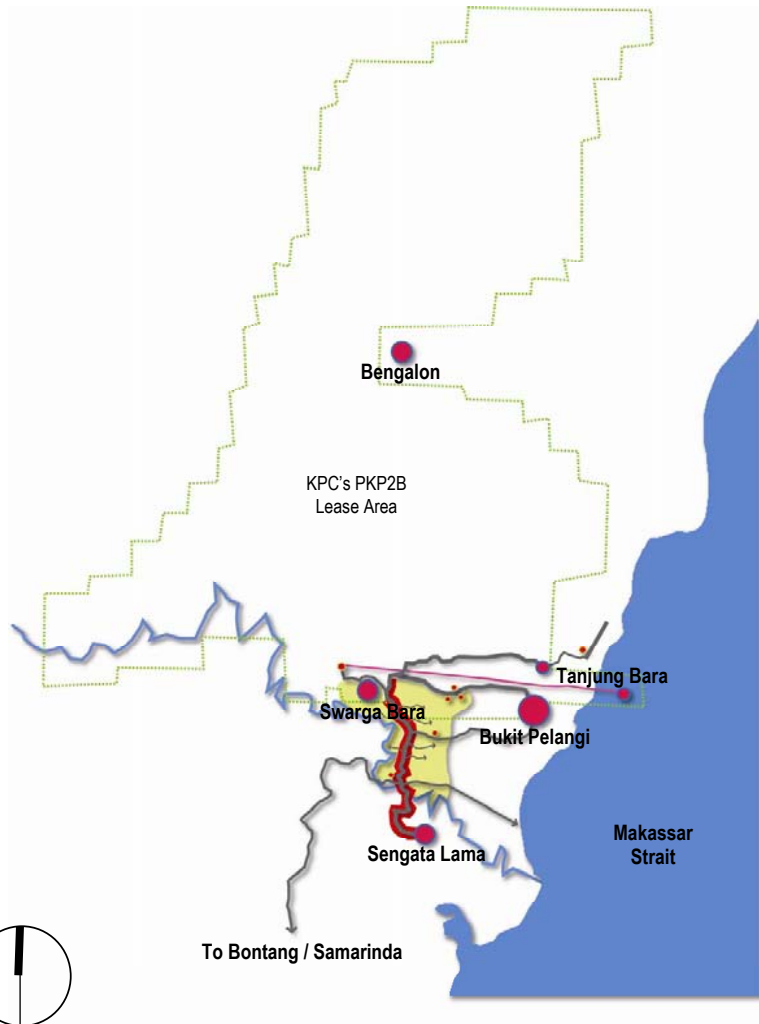 Bengalon
KPC's PKP2B
Lease Area
Tanjung Bara
Swarga Bara
Bukit Pelangi
Makassar
Strait
Sengata Lama
To Bontang / Samarinda